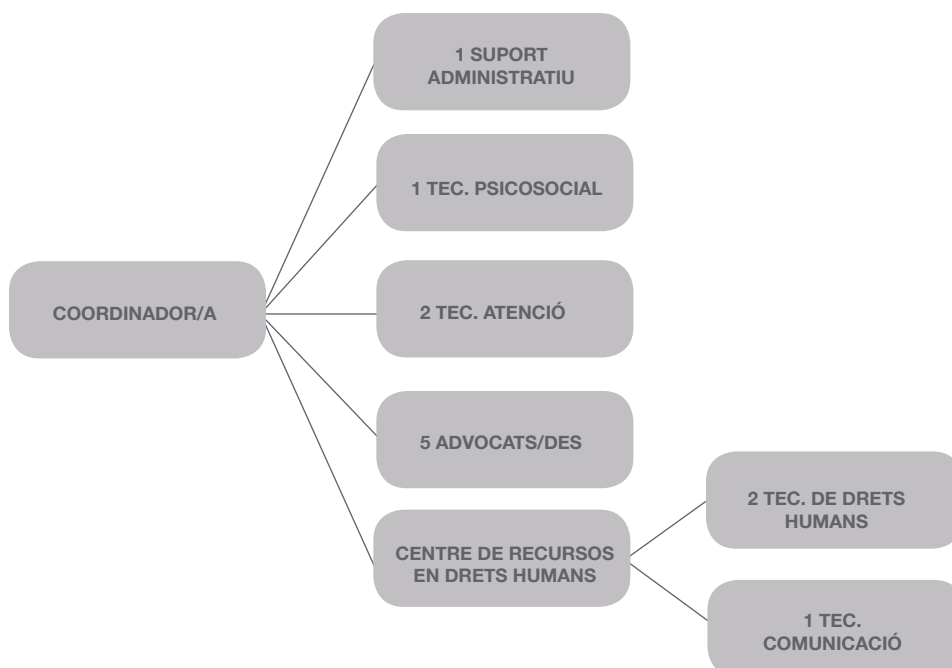 1 SUPORT
ADMINISTRATIU
1 TEC. PSICOSOCIAL
COORDINADOR/A
2 TEC. ATENCIÓ
5 ADVOCATS/DES
CENTRE DE RECURSOS
EN DRETS HUMANS
2 TEC. DE DRETS
HUMANS
1 TEC.
COMUNICACIÓ